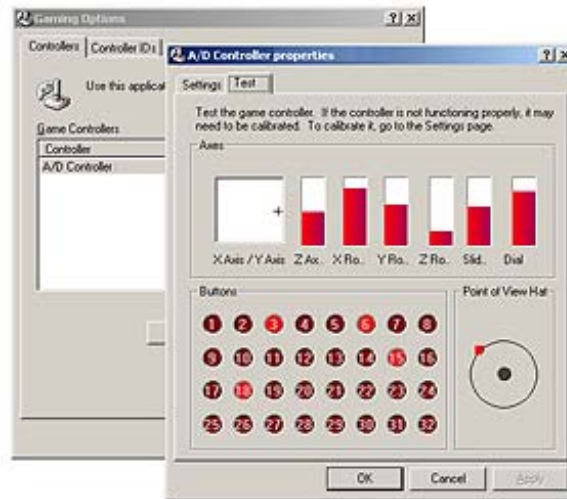 Gaming Options
Controllers Controller IDs
Use this applicat
Game Controllers
Controller
A/D Controller
A/D Controller properties
Settings Test
Test the game controller. If the controller is not functioning properly, it may
need to be calibrated. To calibrate it, go to the Settings page.
Axes
X Axis / Y Axis Z Ax.. X Ro.. Y Ro.. Z Ro.. Slid.. Dial
Buttons
Point of View Hat
1 2 3 4 5 6 7 8
9 10 11 12 13 14 15 16
17 18 19 20 21 22 23 24
25 26 27 28 29 30 31 32
OK Cancel Apply